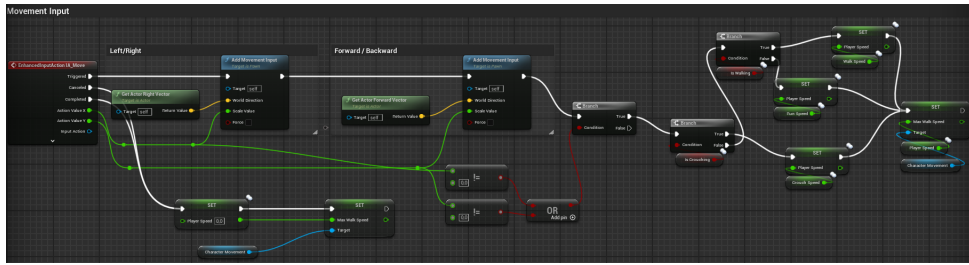 Movement Input
Left/Right
Forward / Backward
EnhancedInputAction IA_Move
Triggered
Canceled
Completed
Action Value X
Action Value Y
Input Action
Get Actor Right Vector
Target is Actor
Target self
Return Value
Add Movement Input
Target is Pawn
Target self
World Direction
Scale Value
Force
Get Actor Forward Vector
Target is Actor
Target self
Return Value
Add Movement Input
Target is Pawn
Target self
World Direction
Scale Value
Force
Branch
True
Condition
False
Branch
True
Condition
False
Is Crouching
Branch
True
Condition
False
Is Walking
SET
Player Speed
Walk Speed
SET
Player Speed
SET
Player Speed
Crouch Speed
SET
Max Walk Speed
Target
Player Speed
Character Movement
!=
0,0
!=
0,0
OR
Add pin
SET
Player Speed 0,0
SET
Max Walk Speed
Target
Character Movement